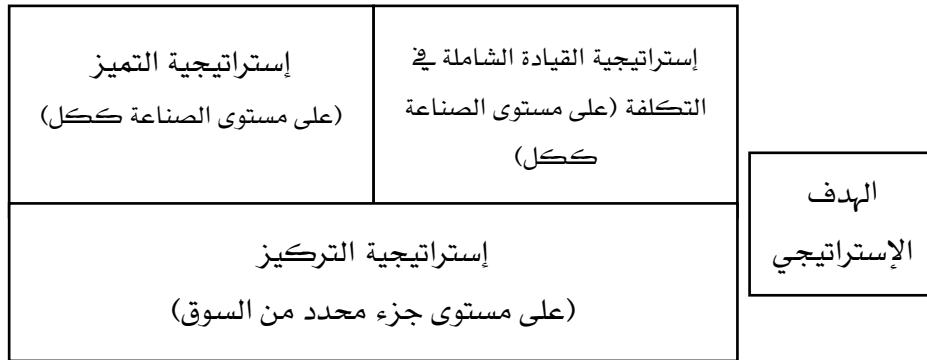 إستراتيجية القيادة الشاملة في
التكلفة (على مستوى الصناعة
ككل)
إستراتيجية التميز
(على مستوى الصناعة ككل)
الهدف
الإستراتيجي
إستراتيجية التركيز
(على مستوى جزء محدد من السوق)